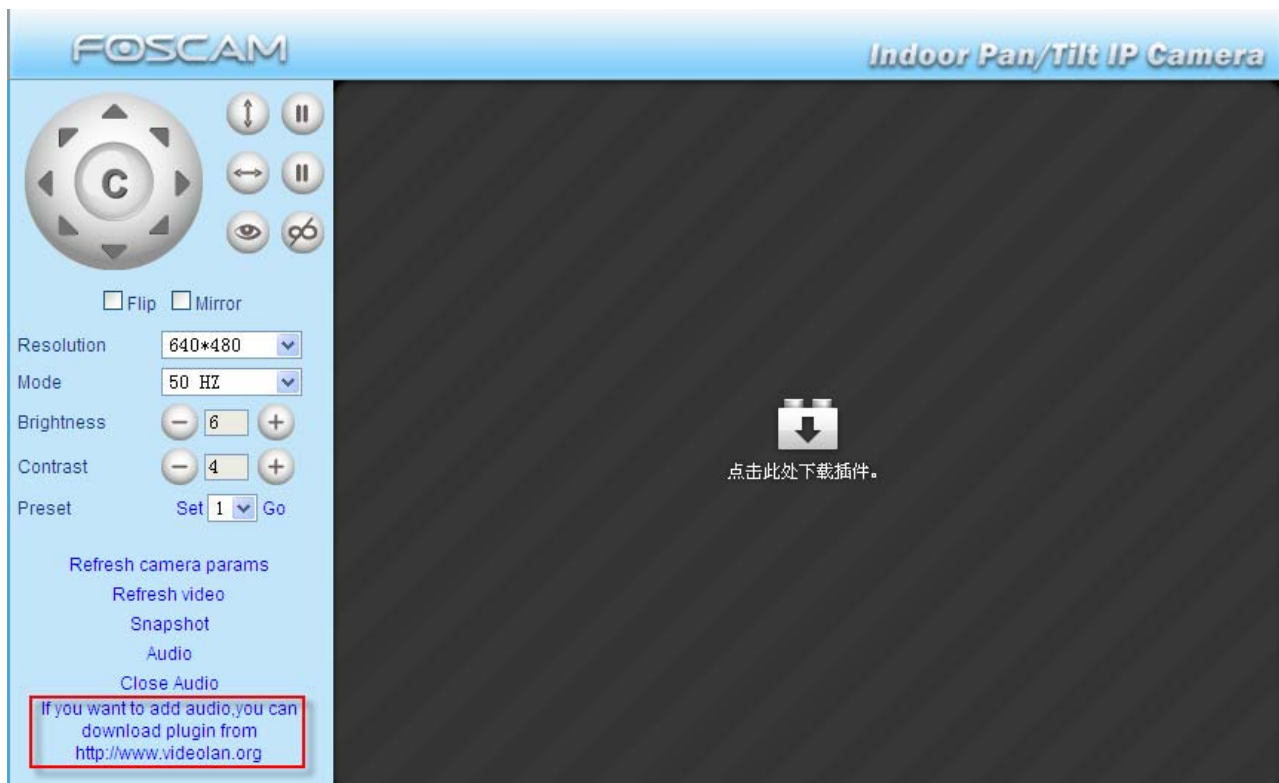 FOSCAM
Indoor Pan/Tilt IP Camera
C
Flip Mirror
Resolution 640*480
Mode 50 HZ
Brightness 6
Contrast 4
Preset Set 1 Go
Refresh camera params
Refresh video
Snapshot
Audio
Close Audio
If you want to add audio,you can
download plugin from
http://www.videolan.org
点击此处下载插件。